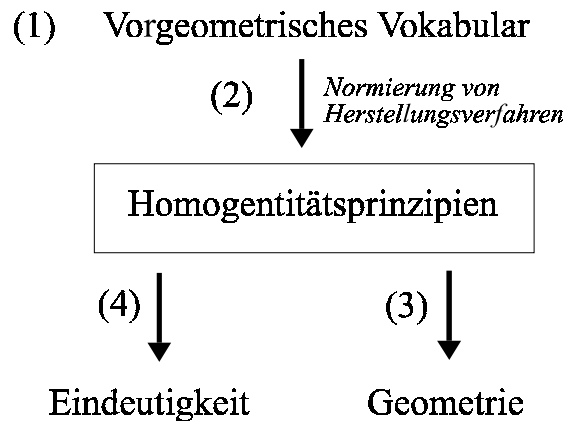 (1) Vorgeometrisches Vokabular
(2) Normierung von
Herstellungsverfahren
Homogentitätsprinzipien
(4) (3)
Eindeutigkeit Geometrie